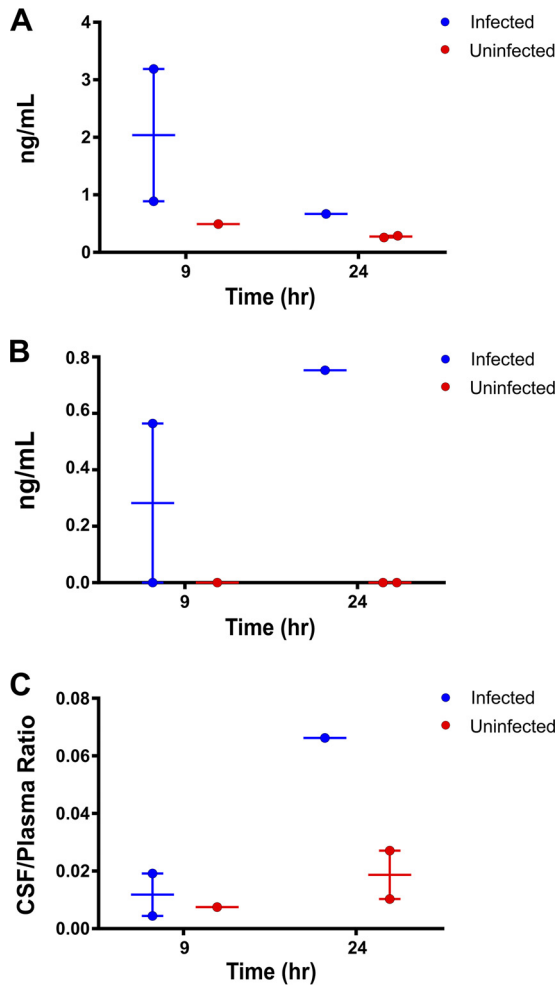 A
Infected
Uninfected
4
3
2
1
0
ng/mL
9
24
Time (hr)
B
Infected
Uninfected
0.8
0.6
0.4
0.2
0.0
ng/mL
9
24
Time (hr)
C
Infected
Uninfected
0.08
0.06
0.04
0.02
0.00
CSF/Plasma Ratio
9
24
Time (hr)